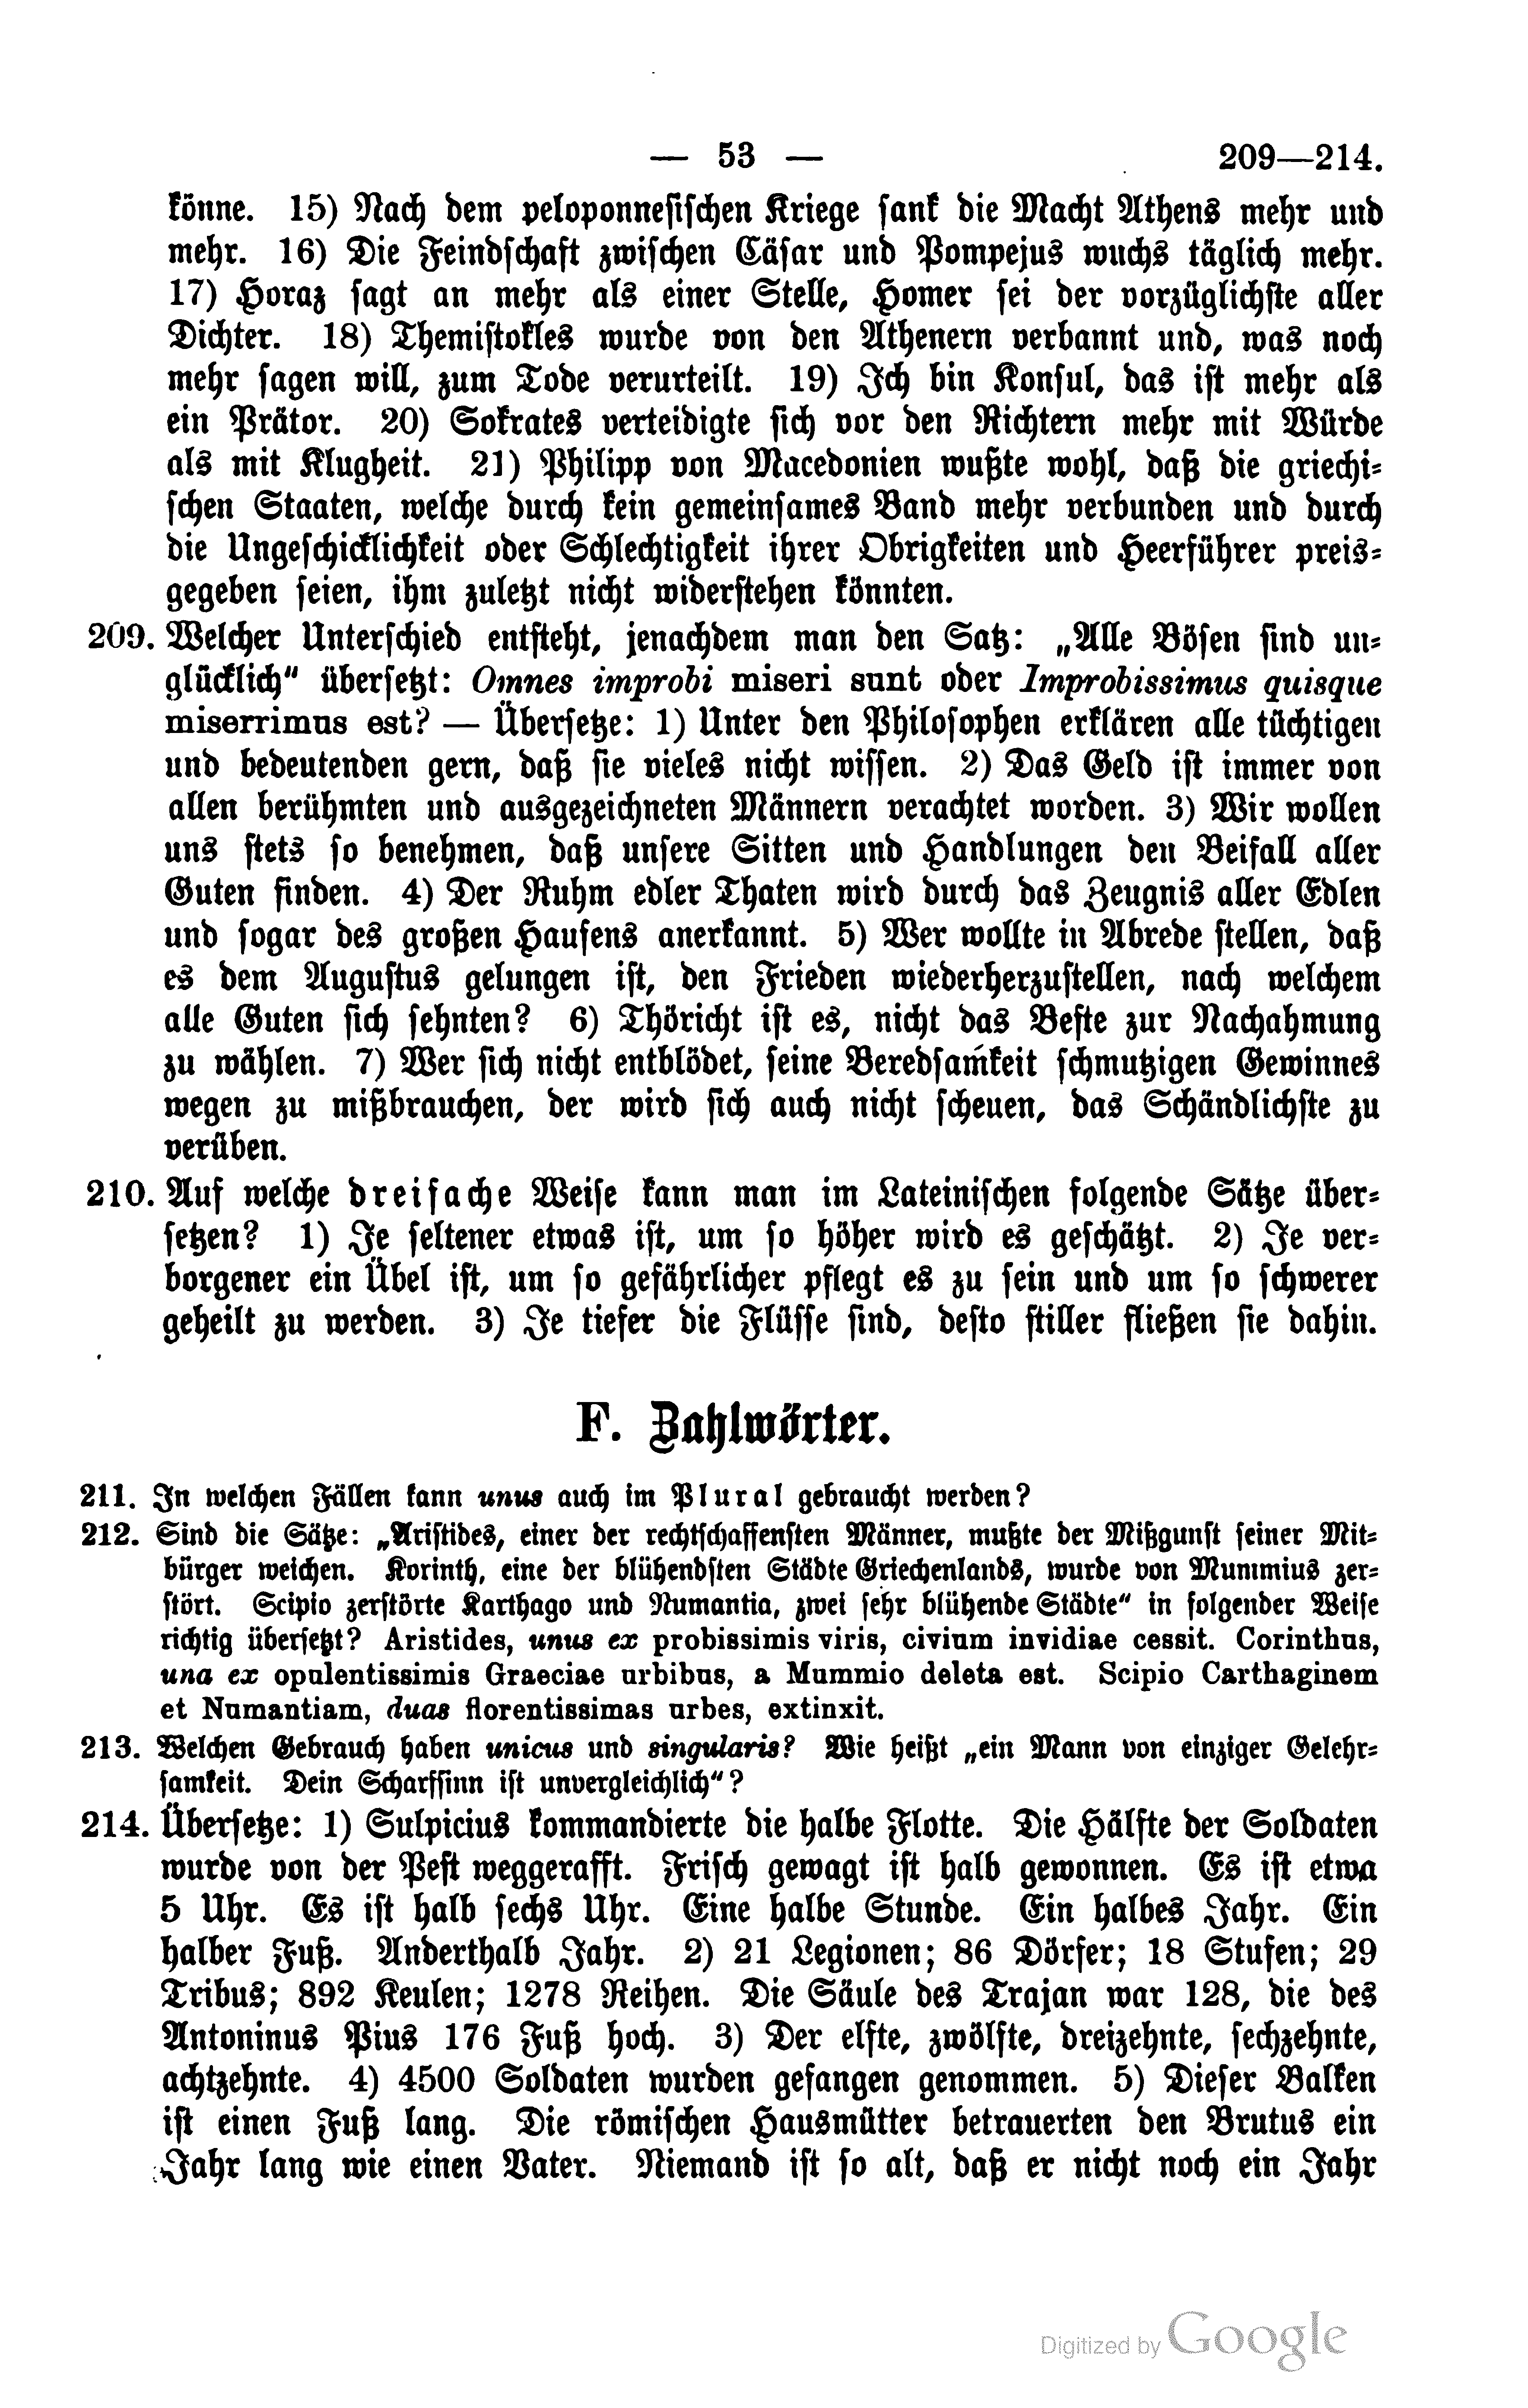 — 53 — 209—214.
könne. 15) Nach dem peloponnesischen Kriege sank die Macht Athens mehr und
mehr. 16) Die Feindschaft zwischen Cäsar und Pompejus wuchs täglich mehr.
17) Horaz sagt an mehr als einer Stelle, Homer sei der vorzüglichste aller
Dichter. 18) Themistokles wurde von den Athenern verbannt und, was noch
mehr sagen will, zum Tode verurteilt. 19) Ich bin Konsul, das ist mehr als
ein Prätor. 20) Sokrates verteidigte sich vor den Richtern mehr mit Würde
als mit Klugheit. 21) Philipp von Macedonien wußte wohl, daß die griechi-
schen Staaten, welche durch kein gemeinsames Band mehr verbunden und durch
die Ungeschicklichkeit oder Schlechtigkeit ihrer Obrigkeiten und Heerführer preis-
gegeben seien, ihm zuletzt nicht widerstehen könnten.
209. Welcher Unterschied entsteht, jenachdem man den Satz: „Alle Bösen sind un-
glücklich“ übersetzt: Omnes improbi miseri sunt oder Improbissimus quisque
miserrimus est? — Übersetze: 1) Unter den Philosophen erklären alle tüchtigen
und bedeutenden gern, daß sie vieles nicht wissen. 2) Das Geld ist immer von
allen berühmten und ausgezeichneten Männern verachtet worden. 3) Wir wollen
uns stets so benehmen, daß unsere Sitten und Handlungen den Beifall aller
Guten finden. 4) Der Ruhm edler Thaten wird durch das Zeugnis aller Edlen
und sogar des großen Haufens anerkannt. 5) Wer wollte in Abrede stellen, daß
es dem Augustus gelungen ist, den Frieden wiederherzustellen, nach welchem
alle Guten sich sehnten? 6) Thöricht ist es, nicht das Beste zur Nachahmung
zu wählen. 7) Wer sich nicht entblödet, seine Beredsamkeit schmutzigen Gewinnes
wegen zu mißbrauchen, der wird sich auch nicht scheuen, das Schändlichste zu
verüben.
210. Auf welche dreifache Weise kann man im Lateinischen folgende Sätze über-
setzen? 1) Je seltener etwas ist, um so höher wird es geschätzt. 2) Je ver-
borgener ein Übel ist, um so gefährlicher pflegt es zu sein und um so schwerer
geheilt zu werden. 3) Je tiefer die Flüsse sind, desto stiller fließen sie dahin.
F. Zahlwörter.
211. In welchen Fällen kann unus auch im Plural gebraucht werden?
212. Sind die Sätze: „Aristides, einer der rechtschaffensten Männer, mußte der Mißgunst seiner Mit-
bürger weichen. Korinth, eine der blühendsten Städte Griechenlands, wurde von Mummius zer-
stört. Scipio zerstörte Karthago und Numantia, zwei sehr blühende Städte“ in folgender Weise
richtig übersetzt? Aristides, unus ex probissimis viris, civium invidiae cessit. Corinthus,
una ex opulentissimis Graeciae urbibus, a Mummio deleta est. Scipio Carthaginem
et Numantiam, duas florentissimas urbes, extinxit.
213. Welchen Gebrauch haben unicus und singularis? Wie heißt „ein Mann von einziger Gelehr-
samkeit. Dein Scharfsinn ist unvergleichlich“?
214. Übersetze: 1) Sulpicius kommandierte die halbe Flotte. Die Hälfte der Soldaten
wurde von der Pest weggerafft. Frisch gewagt ist halb gewonnen. Es ist etwa
5 Uhr. Es ist halb sechs Uhr. Eine halbe Stunde. Ein halbes Jahr. Ein
halber Fuß. Anderthalb Jahr. 2) 21 Legionen; 86 Dörfer; 18 Stufen; 29
Tribus; 892 Keulen; 1278 Reihen. Die Säule des Trajan war 128, die des
Antoninus Pius 176 Fuß hoch. 3) Der elfte, zwölfte, dreizehnte, sechzehnte,
achtzehnte. 4) 4500 Soldaten wurden gefangen genommen. 5) Dieser Balken
ist einen Fuß lang. Die römischen Hausmütter betrauerten den Brutus ein
Jahr lang wie einen Vater. Niemand ist so alt, daß er nicht noch ein Jahr
Digitized by Google